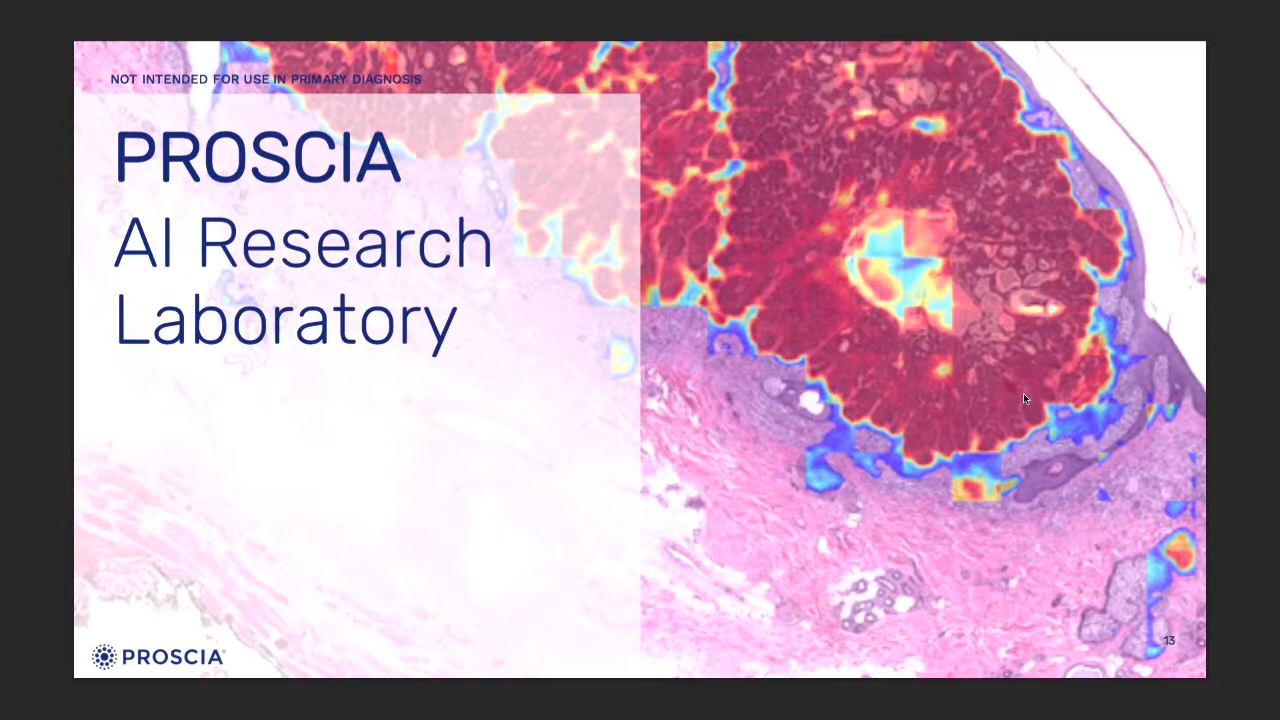 NOT INTENDED FOR USE IN PRIMARY DIAGNOSIS
PROSCIA
AI Research
Laboratory
PROSCIA
13